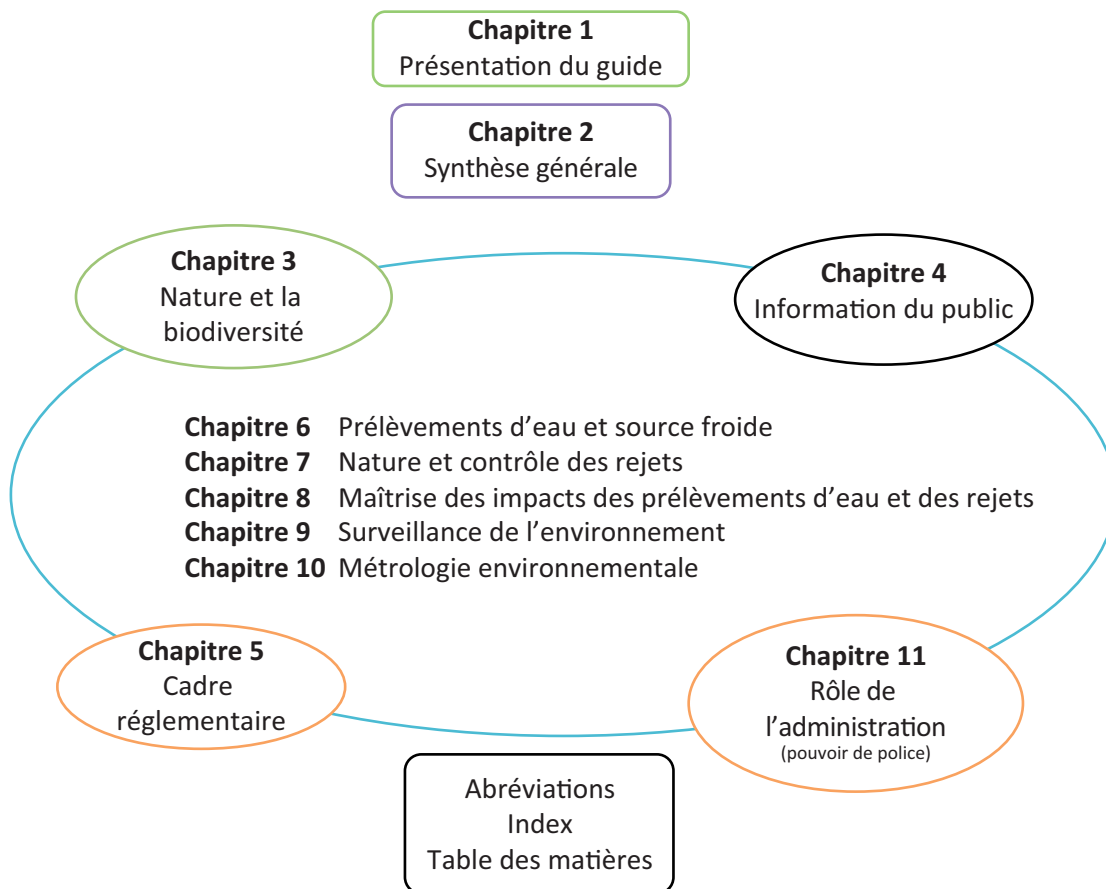 Chapitre 1
Présentation du guide
Chapitre 2
Synthèse générale
Chapitre 3
Nature et la
biodiversité
Chapitre 4
Information du public
Chapitre 6 Prélèvements d’eau et source froide
Chapitre 7 Nature et contrôle des rejets
Chapitre 8 Maîtrise des impacts des prélèvements d’eau et des rejets
Chapitre 9 Surveillance de l’environnement
Chapitre 10 Métrologie environnementale
Chapitre 5
Cadre
réglementaire
Chapitre 11
Rôle de
l’administration
(pouvoir de police)
Abréviations
Index
Table des matières